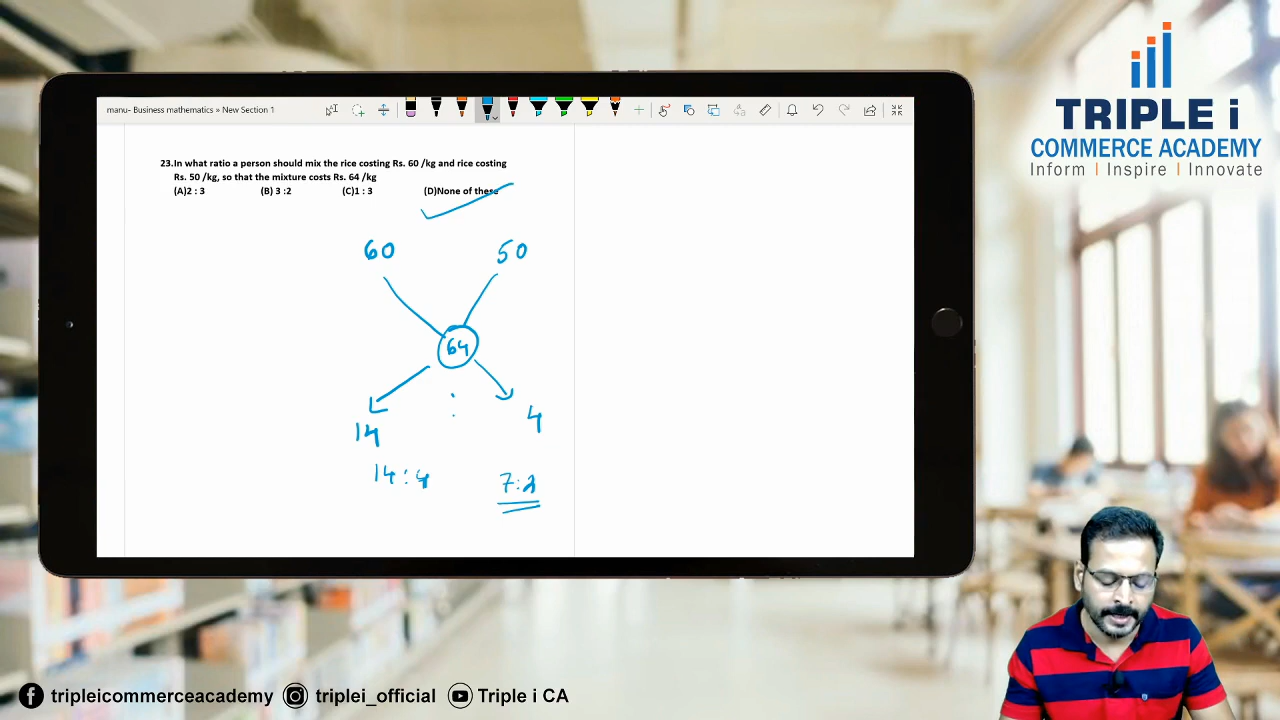 TRIPLE i
COMMERCE ACADEMY
Inform | Inspire | Innovate
manu- Business mathematics » New Section 1
23.In what ratio a person should mix the rice costing Rs. 60 /kg and rice costing
Rs. 50 /kg, so that the mixture costs Rs. 64 /kg
(A)2 : 3 (B) 3 :2 (C)1 : 3 (D)None of these
60 50
64
:
14 4
14 : 4 7:2
tripleicommerceacademy triplei_official Triple i CA